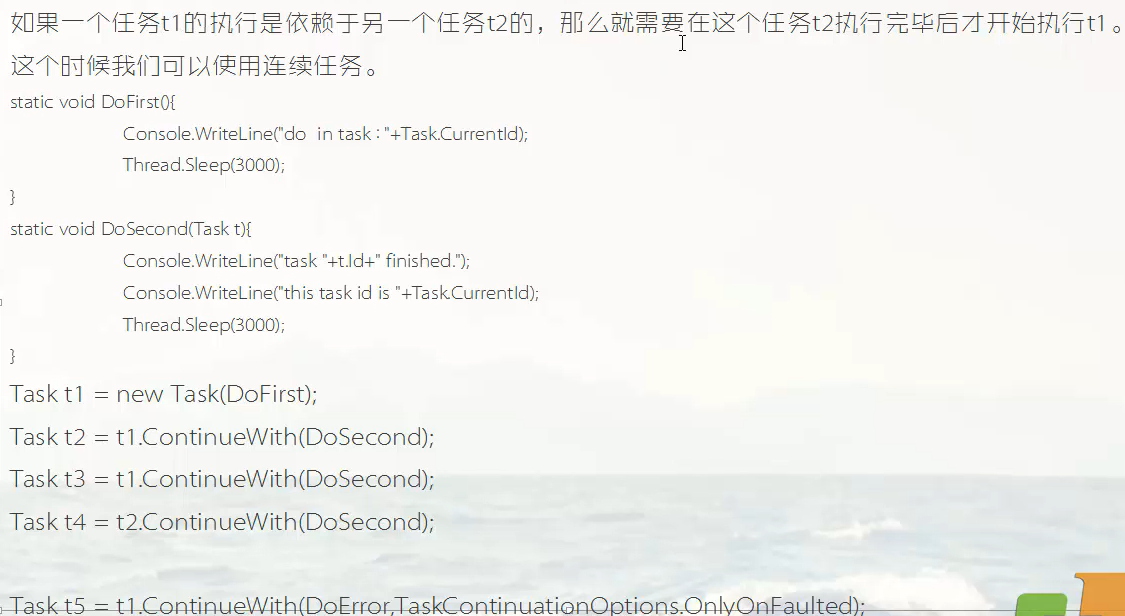 如果一个任务t1的执行是依赖于另一个任务t2的，那么就需要在这个任务t2执行完毕后才开始执行t1。
这个时候我们可以使用连续任务。
static void DoFirst(){
Console.WriteLine("do  in task : "+Task.CurrentId);
Thread.Sleep(3000);
}
static void DoSecond(Task t){
Console.WriteLine("task "+t.Id+" finished.");
Console.WriteLine("this task id is "+Task.CurrentId);
Thread.Sleep(3000);
}
Task t1 = new Task(DoFirst);
Task t2 = t1.ContinueWith(DoSecond);
Task t3 = t1.ContinueWith(DoSecond);
Task t4 = t2.ContinueWith(DoSecond);
Task t5 = t1.ContinueWith(DoError,TaskContinuationOptions.OnlyOnFaulted);